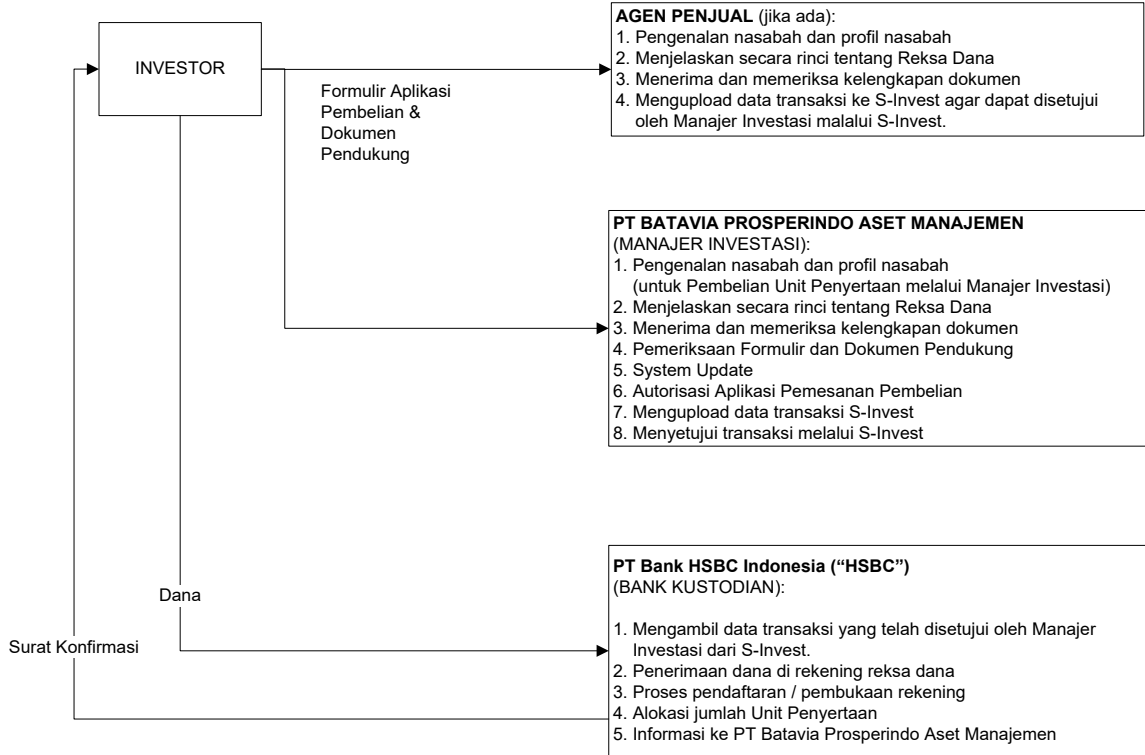 INVESTOR
Formulir Aplikasi
Pembelian &
Dokumen
Pendukung
Dana
Surat Konfirmasi
AGEN PENJUAL (jika ada):
1. Pengenalan nasabah dan profil nasabah
2. Menjelaskan secara rinci tentang Reksa Dana
3. Menerima dan memeriksa kelengkapan dokumen
4. Mengupload data transaksi ke S-Invest agar dapat disetujui
oleh Manajer Investasi malalui S-Invest.
PT BATAVIA PROSPERINDO ASET MANAJEMEN
(MANAJER INVESTASI):
1. Pengenalan nasabah dan profil nasabah
(untuk Pembelian Unit Penyertaan melalui Manajer Investasi)
2. Menjelaskan secara rinci tentang Reksa Dana
3. Menerima dan memeriksa kelengkapan dokumen
4. Pemeriksaan Formulir dan Dokumen Pendukung
5. System Update
6. Autorisasi Aplikasi Pemesanan Pembelian
7. Mengupload data transaksi S-Invest
8. Menyetujui transaksi melalui S-Invest
PT Bank HSBC Indonesia (“HSBC”)
(BANK KUSTODIAN):
1. Mengambil data transaksi yang telah disetujui oleh Manajer
Investasi dari S-Invest.
2. Penerimaan dana di rekening reksa dana
3. Proses pendaftaran / pembukaan rekening
4. Alokasi jumlah Unit Penyertaan
5. Informasi ke PT Batavia Prosperindo Aset Manajemen